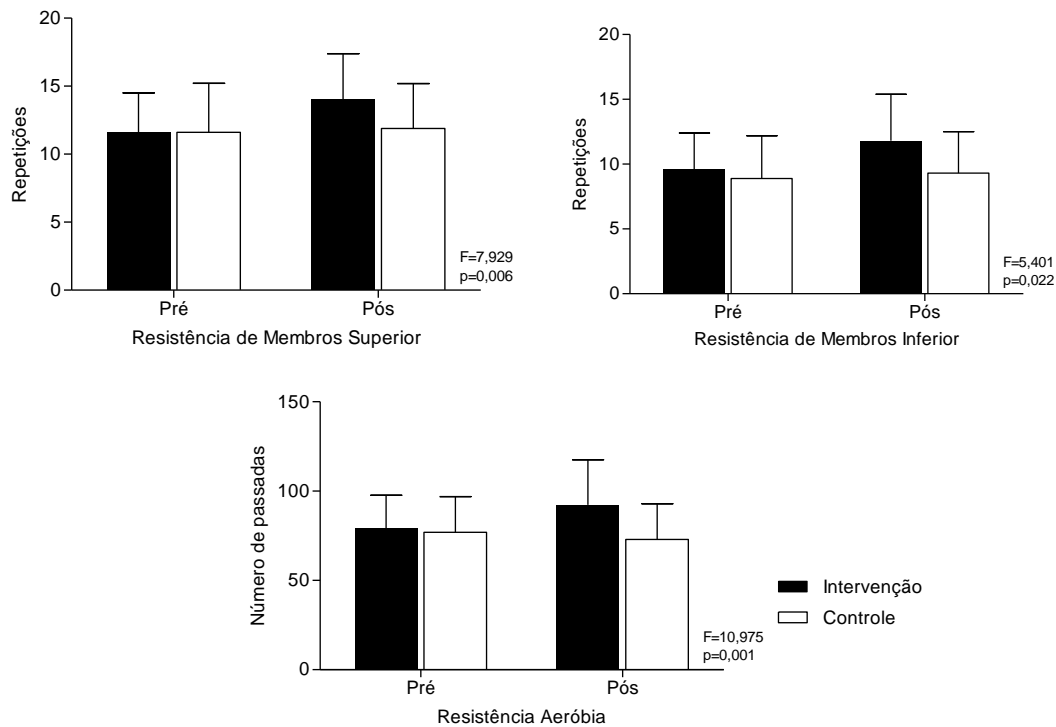 20
15
10
5
0
Repetições
Pré
Pós
F=7,929
p=0,006
Resistência de Membros Superior
20
15
10
5
0
Repetições
Pré
Pós
F=5,401
p=0,022
Resistência de Membros Inferior
150
100
50
0
Número de passadas
Pré
Pós
F=10,975
p=0,001
Resistência Aeróbia
Intervenção
Controle